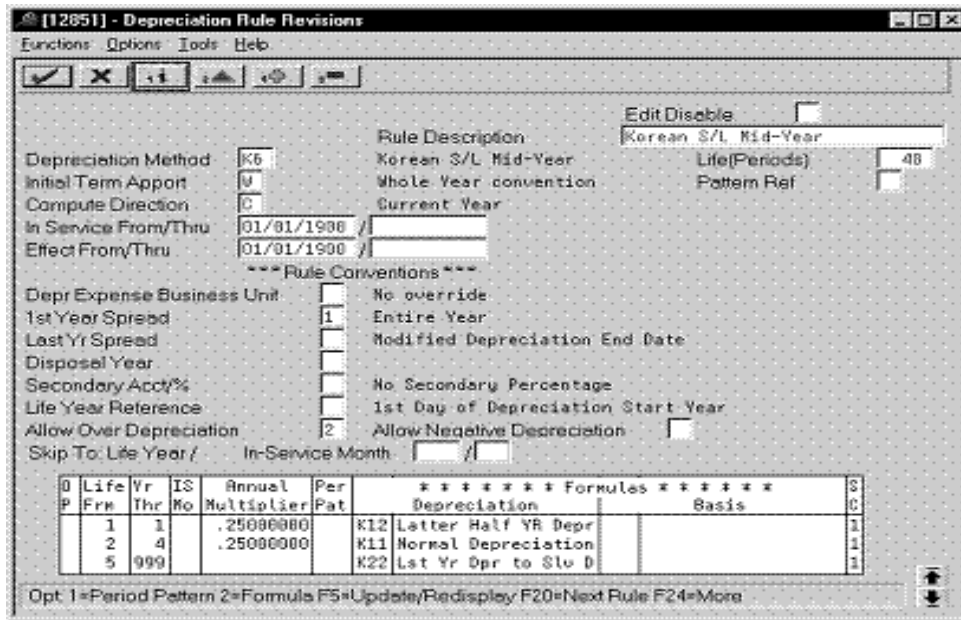 [12851] - Depreciation Rule Revisions
Functions Options Tools Help
Edit Disable
Rule Description Korean S/L Mid-Year
Depreciation Method K6 Korean S/L Mid-Year Life(Periods) 48
Initial Term Apport W Whole Year convention Pattern Ref
Compute Direction C Current Year
In Service From/Thru 01/01/1900 /
Effect From/Thru 01/01/1900 /
*** Rule Conventions ***
Depr Expense Business Unit No override
1st Year Spread 1 Entire Year
Last Yr Spread Modified Depreciation End Date
Disposal Year
Secondary Acct/% No Secondary Percentage
Life Year Reference 1st Day of Depreciation Start Year
Allow Over Depreciation 2 Allow Negative Depreciation
Skip To: Life Year / In-Service Month /
O Life Yr IS Annual Per * * * * * * * Formulas * * * * * * S
P Frm Thr Mo Multiplier Pat Depreciation Basis C
1 1 .25000000 K12 Latter Half YR Depr 1
2 4 .25000000 K11 Normal Depreciation 1
5 999 K22 Lst Yr Dpr to Slv D 1
Opt: 1=Period Pattern 2=Formula F5=Update/Redisplay F20=Next Rule F24=More